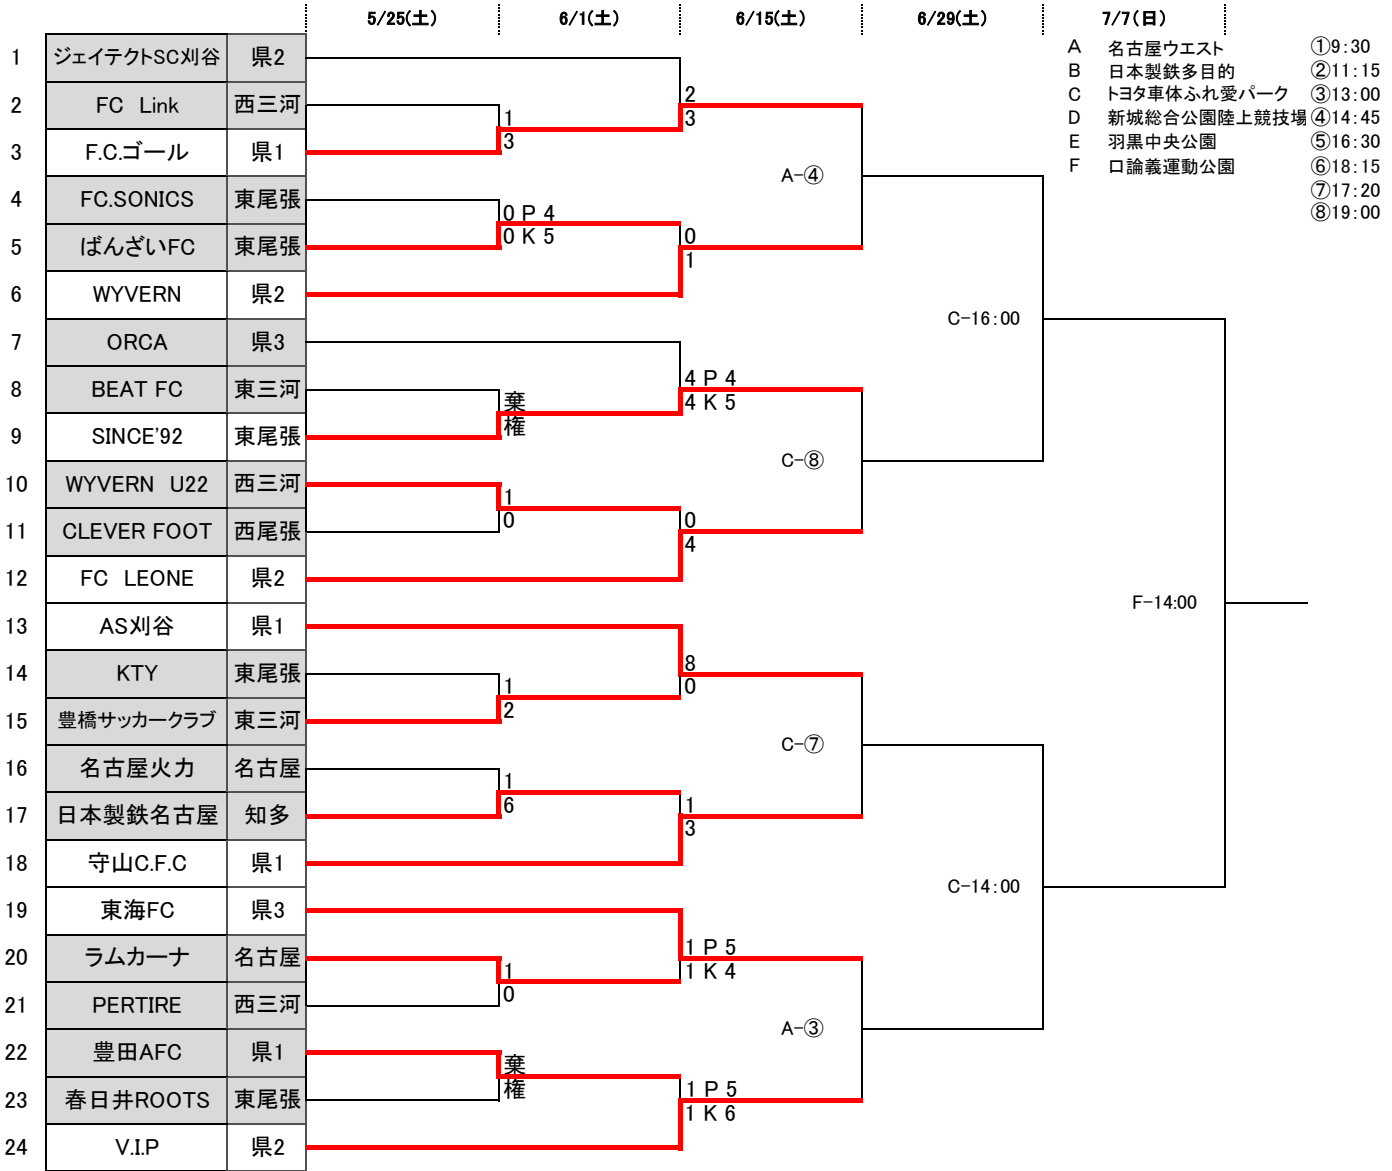 5/25(土) 6/1(土) 6/15(土) 6/29(土) 7/7(日)
A 名古屋ウエスト ①9:30
B 日本製鉄多目的 ②11:15
C トヨタ車体ふれ愛パーク ③13:00
D 新城総合公園陸上競技場 ④14:45
E 羽黒中央公園 ⑤16:30
F 口論義運動公園 ⑥18:15
⑦17:20
⑧19:00
1 ジェイテクトSC刈谷 県2
2 FC Link 西三河
3 F.C.ゴール 県1
4 FC.SONICS 東尾張
5 ばんざいFC 東尾張
6 WYVERN 県2
7 ORCA 県3
8 BEAT FC 東三河
9 SINCE'92 東尾張
10 WYVERN U22 西三河
11 CLEVER FOOT 西尾張
12 FC LEONE 県2
13 AS刈谷 県1
14 KTY 東尾張
15 豊橋サッカークラブ 東三河
16 名古屋火力 名古屋
17 日本製鉄名古屋 知多
18 守山C.F.C 県1
19 東海FC 県3
20 ラムカーナ 名古屋
21 PERTIRE 西三河
22 豊田AFC 県1
23 春日井ROOTS 東尾張
24 V.I.P 県2
1
3
0 P 4
0 K 5
棄
権
1
0
1
2
1
6
1
0
棄
権
2
3
0
1
4 P 4
4 K 5
0
4
8
0
1
3
1 P 5
1 K 4
1 P 5
1 K 6
A-④
C-⑧
C-⑦
A-③
C-16:00
C-14:00
F-14:00